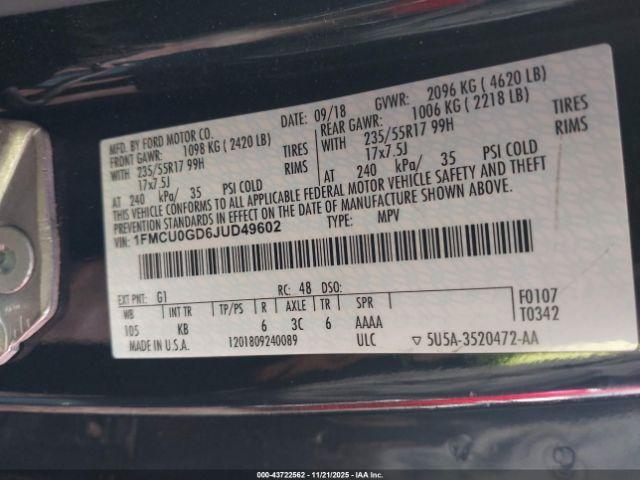 MFD. BY FORD MOTOR CO. DATE: 09/18 GVWR: 2096 KG ( 4620 LB)
FRONT GAWR: 1098 KG ( 2420 LB) REAR GAWR: 1006 KG ( 2218 LB)
WITH 235/55R17 99H TIRES WITH 235/55R17 99H TIRES
17x7.5J RIMS 17x7.5J RIMS
AT 240 kPa/ 35 PSI COLD AT 240 kPa/ 35 PSI COLD
THIS VEHICLE CONFORMS TO ALL APPLICABLE FEDERAL MOTOR VEHICLE SAFETY AND THEFT
PREVENTION STANDARDS IN EFFECT ON THE DATE OF MANUFACTURE SHOWN ABOVE.
VIN: 1FMCU0GD6JUD49602 TYPE: MPV
EXT PNT: G1 RC: 48 DSO: F0107
WB INT TR TP/PS R AXLE TR SPR T0342
105 KB 6 3C 6 AAAA
MADE IN U.S.A. 1201809240089 ULC ▽ 5U5A-3520472-AA
000-43722562 - 11/21/2025 - IAA Inc.